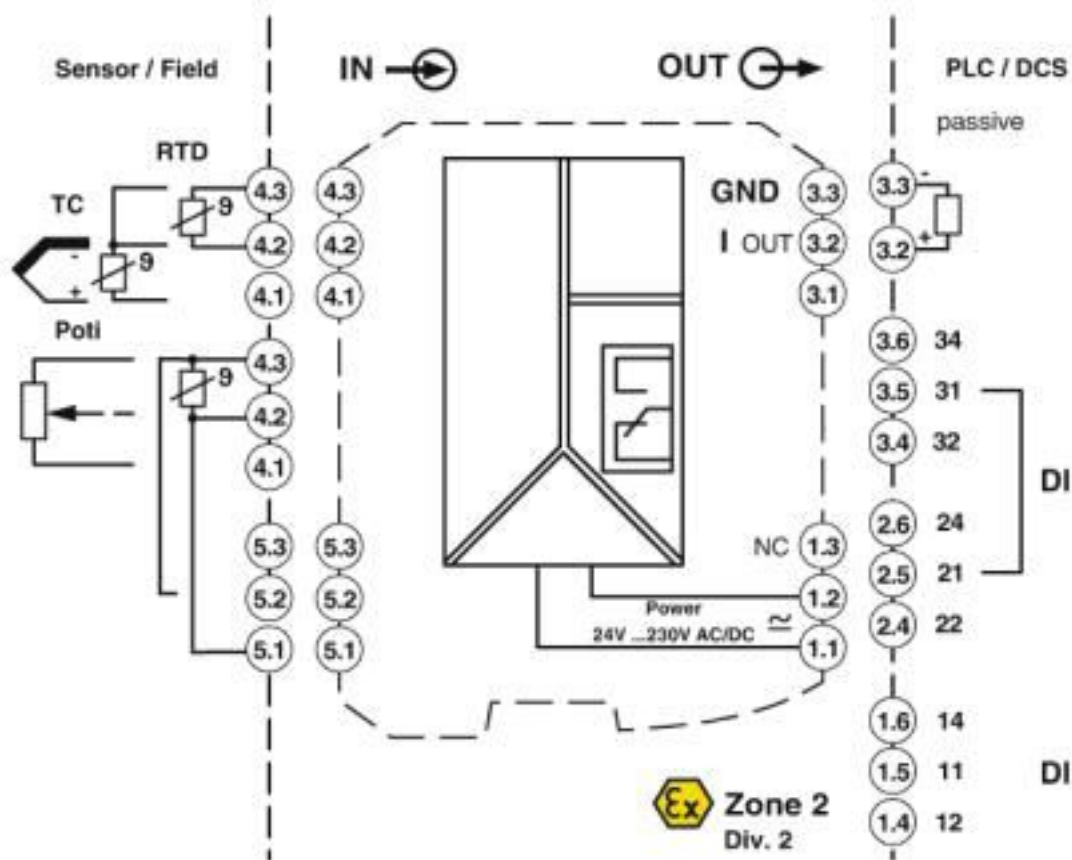 Sensor / Field
IN
OUT
PLC / DCS
passive
RTD
TC
ϑ
ϑ
-
+
4.3
4.2
4.1
4.3
4.2
4.1
GND
I OUT
3.3
3.2
3.1
3.3
-
3.2
+
Poti
ϑ
4.3
4.2
4.1
5.3
5.2
5.1
5.3
5.2
5.1
3.6 34
3.5 31
3.4 32
DI
2.6 24
2.5 21
2.4 22
NC 1.3
1.2
1.1
Power
24V ...230V AC/DC
1.6 14
1.5 11
1.4 12
DI
Ex
Zone 2
Div. 2